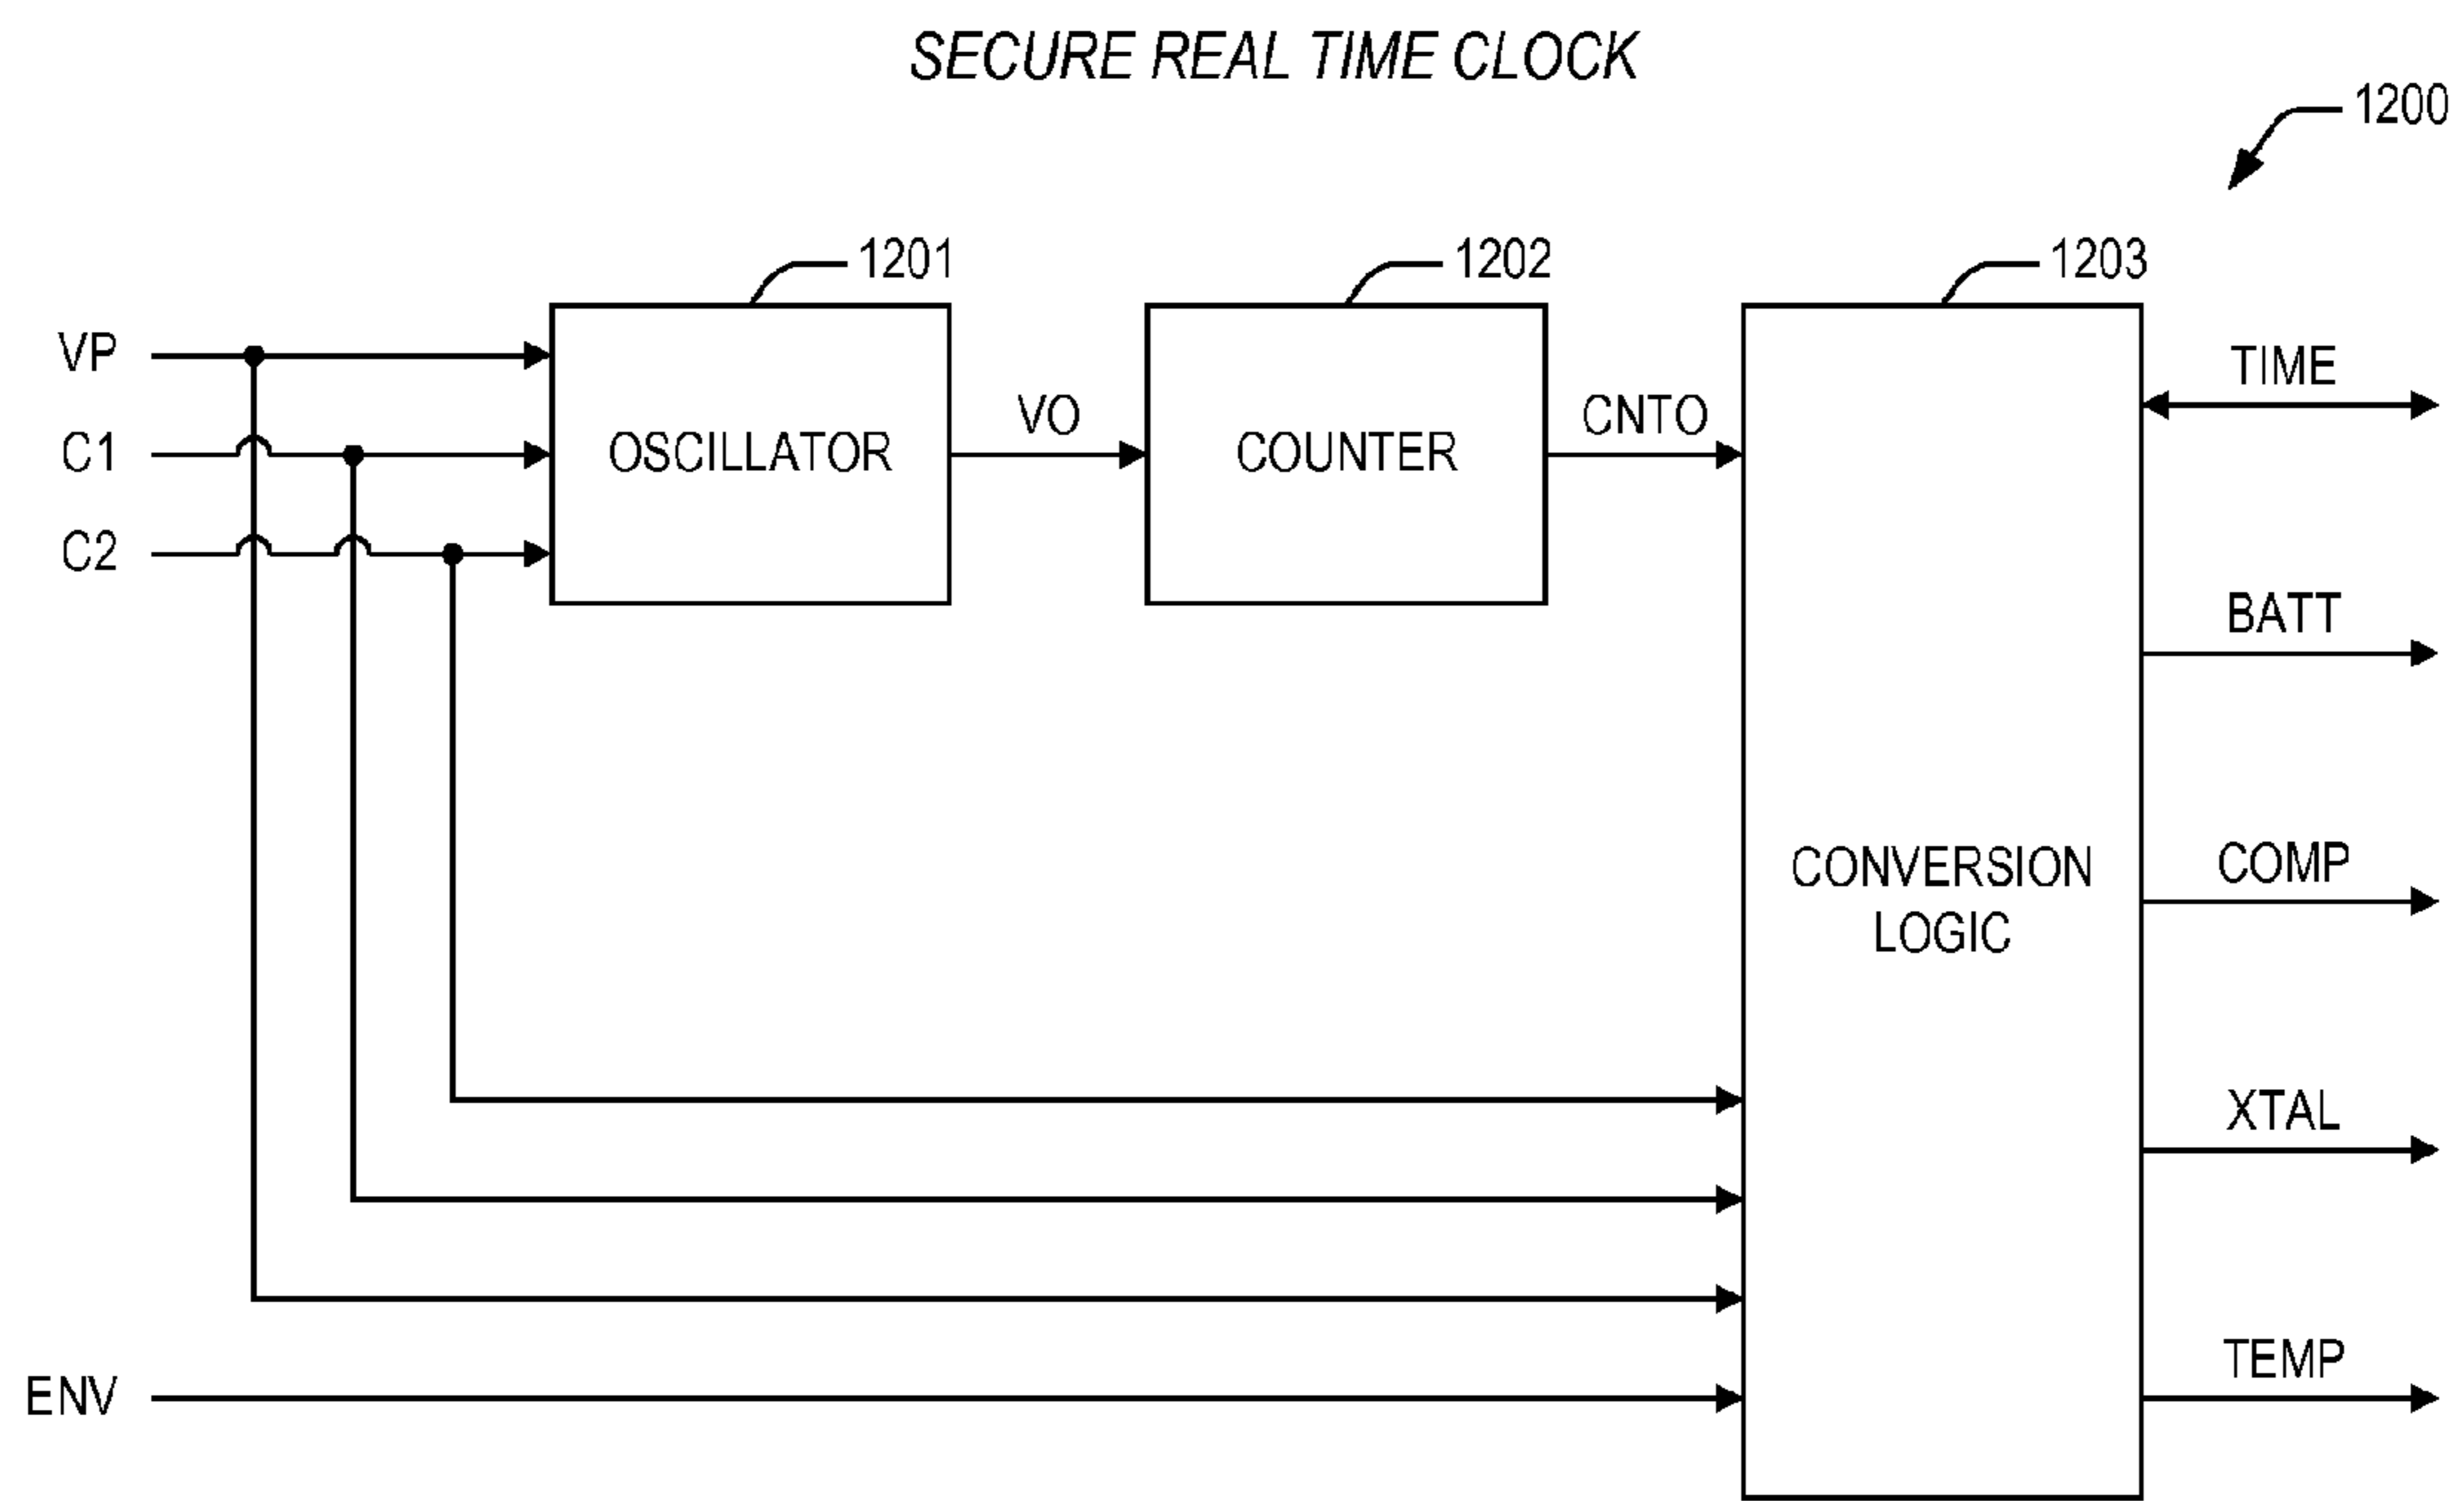 SECURE REAL TIME CLOCK
1200
1201
1202
1203
VP
C1
C2
OSCILLATOR
VO
COUNTER
CNTO
TIME
BATT
CONVERSION
LOGIC
COMP
XTAL
TEMP
ENV